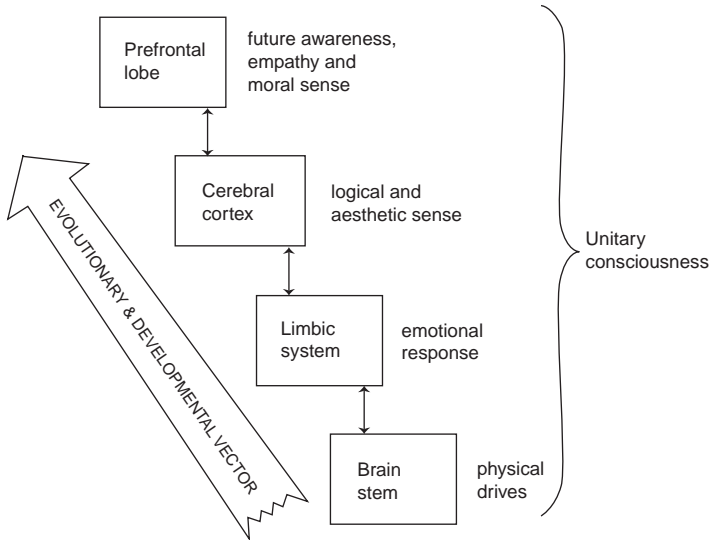 Prefrontal
lobe
future awareness,
empathy and
moral sense
Cerebral
cortex
logical and
aesthetic sense
Unitary
consciousness
EVOLUTIONARY & DEVELOPMENTAL VECTOR
Limbic
system
emotional
response
Brain
stem
physical
drives